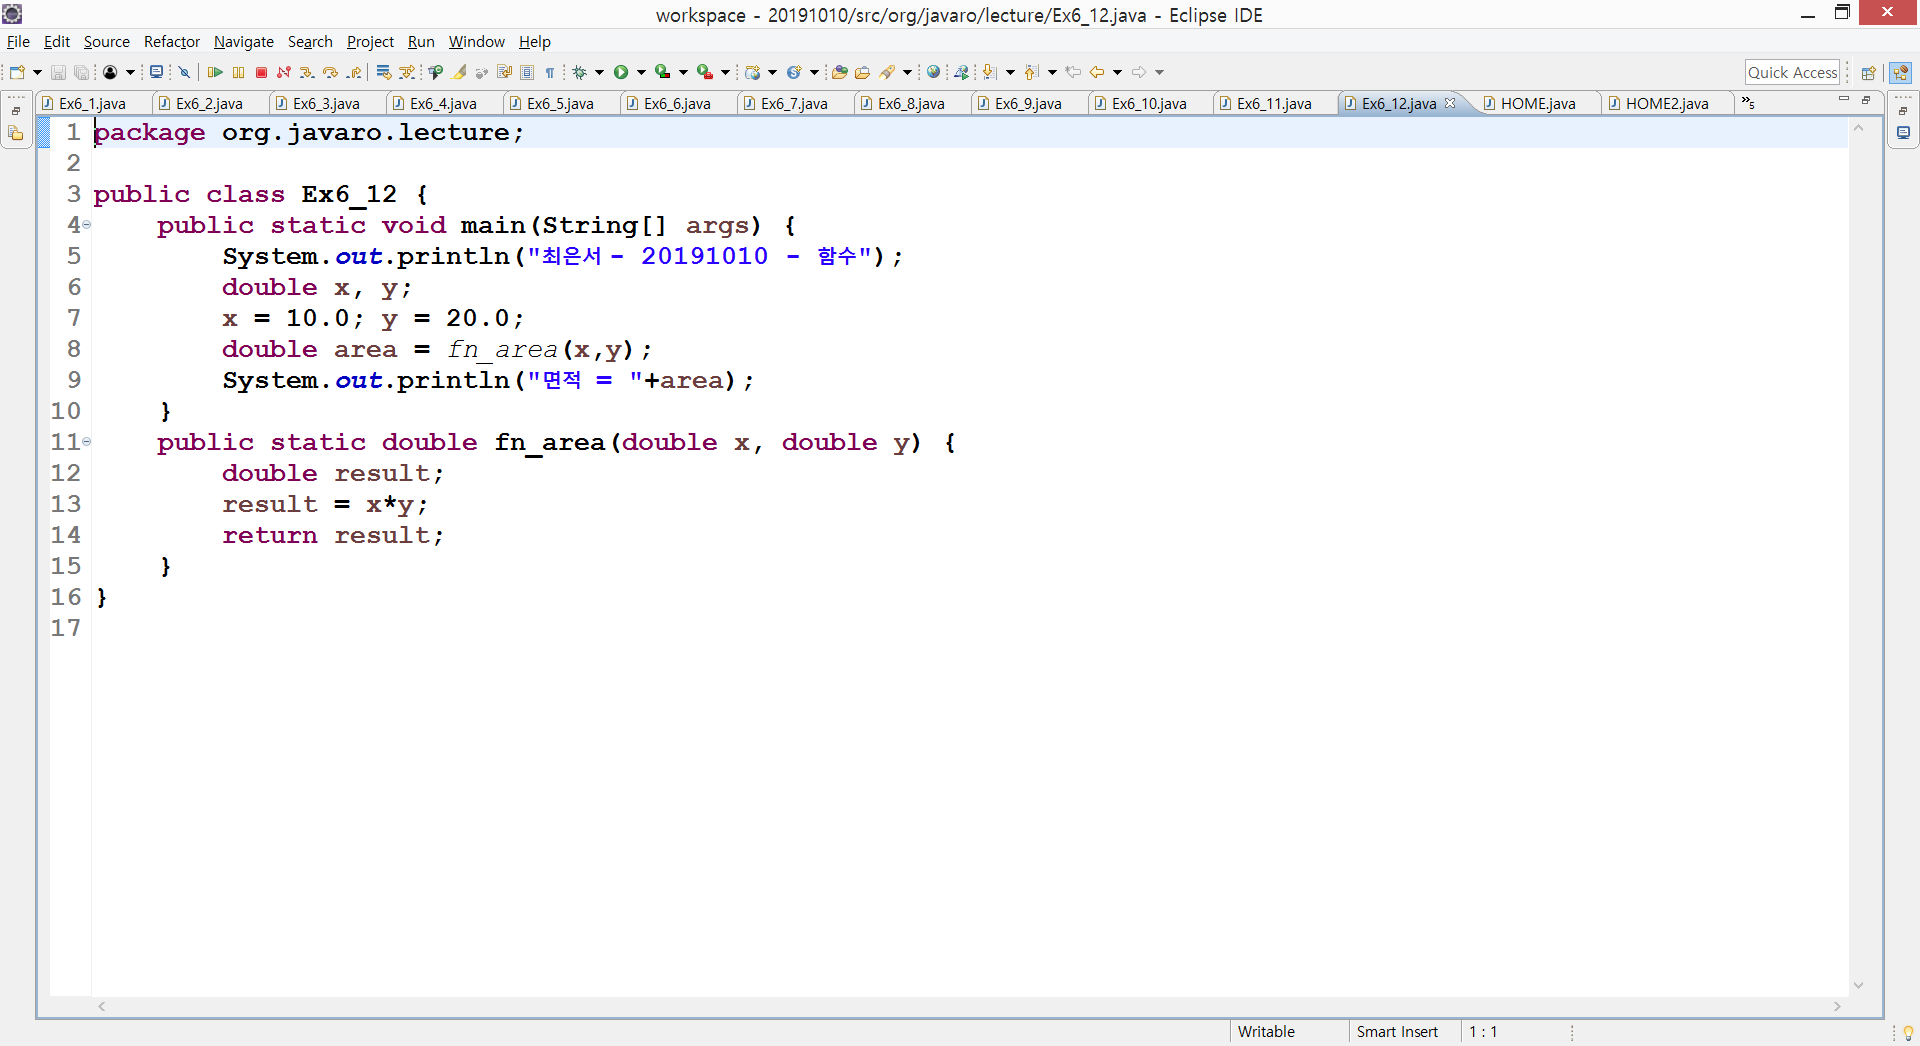 workspace - 20191010/src/org/javaro/lecture/Ex6_12.java - Eclipse IDE
File Edit Source Refactor Navigate Search Project Run Window Help
Quick Access
Ex6_1.java Ex6_2.java Ex6_3.java Ex6_4.java Ex6_5.java Ex6_6.java Ex6_7.java Ex6_8.java Ex6_9.java Ex6_10.java Ex6_11.java Ex6_12.java HOME.java HOME2.java »5
1 package org.javaro.lecture;
2
3 public class Ex6_12 {
4 public static void main(String[] args) {
5 System.out.println("최은서 - 20191010 - 함수");
6 double x, y;
7 x = 10.0; y = 20.0;
8 double area = fn_area(x,y);
9 System.out.println("면적 = "+area);
10 }
11 public static double fn_area(double x, double y) {
12 double result;
13 result = x*y;
14 return result;
15 }
16 }
17
Writable Smart Insert 1 : 1